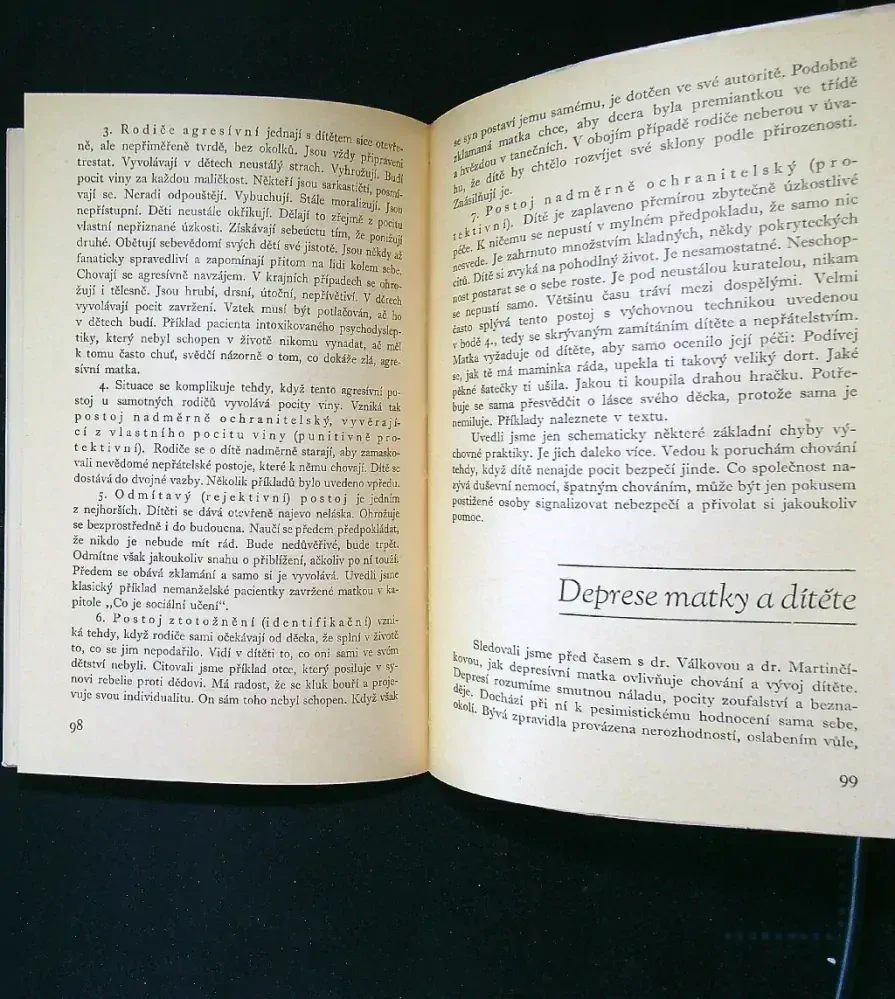 3. Rodiče agresívní jednají s dítětem sice otevře-
ně, ale nepřiměřeně tvrdě, bez okolků. Jsou vždy připraveni
trestat. Vyvolávají v dětech neustálý strach. Vyhrožují. Budí
pocit viny za každou maličkost. Někteří jsou sarkastičtí, posmí-
vají se. Neradi odpouštějí. Vybuchují. Stále moralizují. Jsou
nepřístupní. Děti neustále okřikují. Dělají to zřejmě z pocitu
vlastní nepřiznané úzkosti. Získávají sebeúctu tím, že ponižují
druhé. Obětují sebevědomí svých dětí své jistotě. Jsou někdy až
fanaticky spravedliví a zapomínají přitom na lidi kolem sebe.
Chovají se agresívně navzájem. V krajních případech se ohro-
žují i tělesně. Jsou hrubí, drsní, útoční, nepřívětiví. V dětech
vyvolávají pocit zavržení. Vztek musí být potlačován, ač ho
v dětech budí. Příklad pacienta intoxikovaného psychodyslep-
tiky, který nebyl schopen v životě nikomu vynadat, ač měl
k tomu často chuť, svědčí názorně o tom, co dokáže zlá, agre-
sívní matka.
4. Situace se komplikuje tehdy, když tento agresívní po-
stoj u samotných rodičů vyvolává pocity viny. Vzniká tak
postoj nadměrně ochranitelský, vyvěrají-
cí z vlastního pocitu viny (punitivně pro-
tektivní). Rodiče se o dítě nadměrně starají, aby zamasko-
vali nevědomé nepřátelské postoje, které k němu chovají. Dítě se
dostává do dvojné vazby. Několik příkladů bylo uvedeno vpředu.
5. Odmítavý (rejektivní) postoj je jedním
z nejhorších. Dítěti se dává otevřeně najevo neláska. Ohrožuje
se bezprostředně i do budoucna. Naučí se předem předpokládat,
že nikdo je nebude mít rád. Bude nedůvěřivé, bude trpět.
Odmítne však jakoukoliv snahu o přiblížení, ačkoliv po ní touží.
Předem se obává zklamání a samo si je vyvolává. Uvedli jsme
klasický příklad nemanželské pacientky zavržené matkou v ka-
pitole „Co je sociální učení“.
6. Postoj ztotožnění (identifikační) vzni-
ká tehdy, když rodiče sami očekávají od děcka, že splní v životě
to, co se jim nepodařilo. Vidí v dítěti to, co oni sami ve svém
dětství nebyli. Citovali jsme příklad otce, který posiluje v sy-
novi rebelie proti dědovi. Má radost, že se kluk bouří a proje-
vuje svou individualitu. On sám toho nebyl schopen. Když však
98
se syn postaví jemu samému, je dotčen ve své autoritě. Podobně
zklamaná matka chce, aby dcera byla premiantkou ve třídě
a hvězdou v tanečních. V obojím případě rodiče neberou v úva-
hu, že dítě by chtělo rozvíjet své sklony podle přirozenosti.
Znásilňují je.
7. Postoj nadměrně ochranitelský (pro-
tektivní). Dítě je zaplaveno přemírou zbytečně úzkostlivé
péče. K ničemu se nepustí v mylném předpokladu, že samo nic
nesvede. Je zahrnuto množstvím kladných, někdy pokryteckých
citů. Dítě si zvyká na pohodlný život. Je nesamostatné. Neschop-
nost postarat se o sebe roste. Je pod neustálou kuratelou, nikam
se nepustí samo. Většinu času tráví mezi dospělými. Velmi
často splývá tento postoj s výchovnou technikou uvedenou
v bodě 4., tedy se skrývaným zamítáním dítěte a nepřátelstvím.
Matka vyžaduje od dítěte, aby samo ocenilo její péči: Podívej
se, jak tě má maminka ráda, upekla ti takový veliký dort. Jaké
pěkné šatečky ti ušila. Jakou ti koupila drahou hračku. Potře-
buje se sama přesvědčit o lásce svého děcka, protože sama je
nemiluje. Příklady naleznete v textu.
Uvedli jsme jen schematicky některé základní chyby vý-
chovné praktiky. Je jich daleko více. Vedou k poruchám chování
tehdy, když dítě nenajde pocit bezpečí jinde. Co společnost na-
zývá duševní nemocí, špatným chováním, může být jen pokusem
postižené osoby signalizovat nebezpečí a přivolat si jakoukoliv
pomoc.
Deprese matky a dítěte
Sledovali jsme před časem s dr. Válkovou a dr. Martinčí-
kovou, jak depresívní matka ovlivňuje chování a vývoj dítěte.
Depresí rozumíme smutnou náladu, pocity zoufalství a bezna-
děje. Dochází při ní k pesimistickému hodnocení sama sebe,
okolí. Bývá zpravidla provázena nerozhodností, oslabením vůle,
99